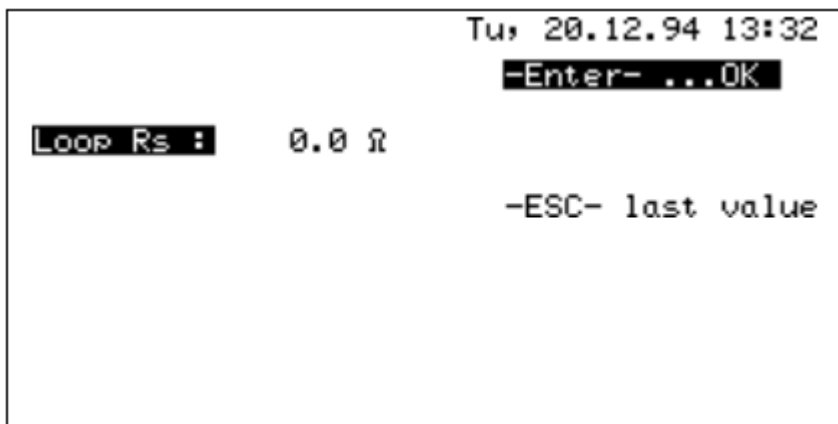 Tu, 20.12.94 13:32
-Enter- ...OK
Loop Rs : 0.0 Ω
-ESC- last value